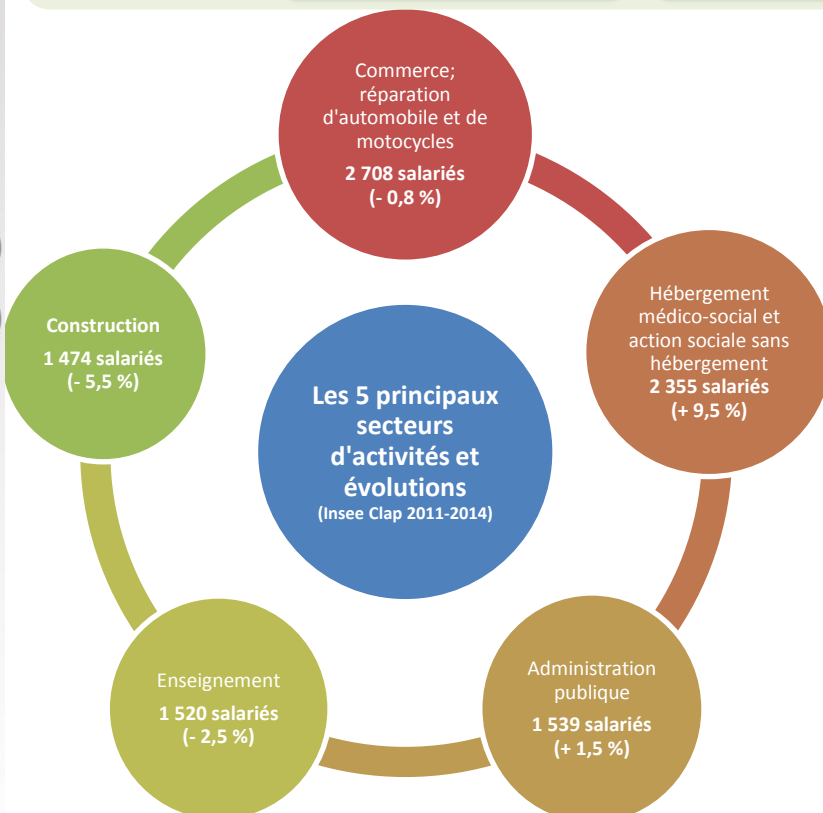 Commerce;
réparation
d'automobile et de
motocycles
2 708 salariés
(- 0,8 %)
Hébergement
médico-social et
action sociale sans
hébergement
2 355 salariés
(+ 9,5 %)
Administration
publique
1 539 salariés
(+ 1,5 %)
Enseignement
1 520 salariés
(- 2,5 %)
Construction
1 474 salariés
(- 5,5 %)
Les 5 principaux
secteurs
d'activités et
évolutions
(Insee Clap 2011-2014)